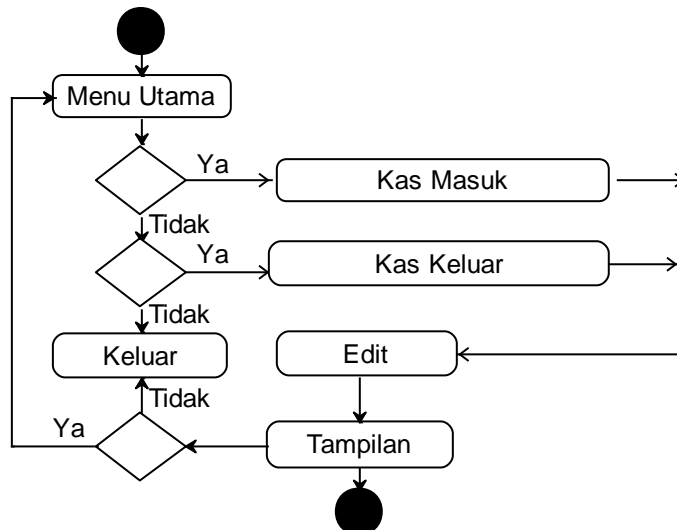 Menu Utama
Ya
Kas Masuk
Tidak
Ya
Kas Keluar
Tidak
Keluar
Edit
Tidak
Ya
Tampilan